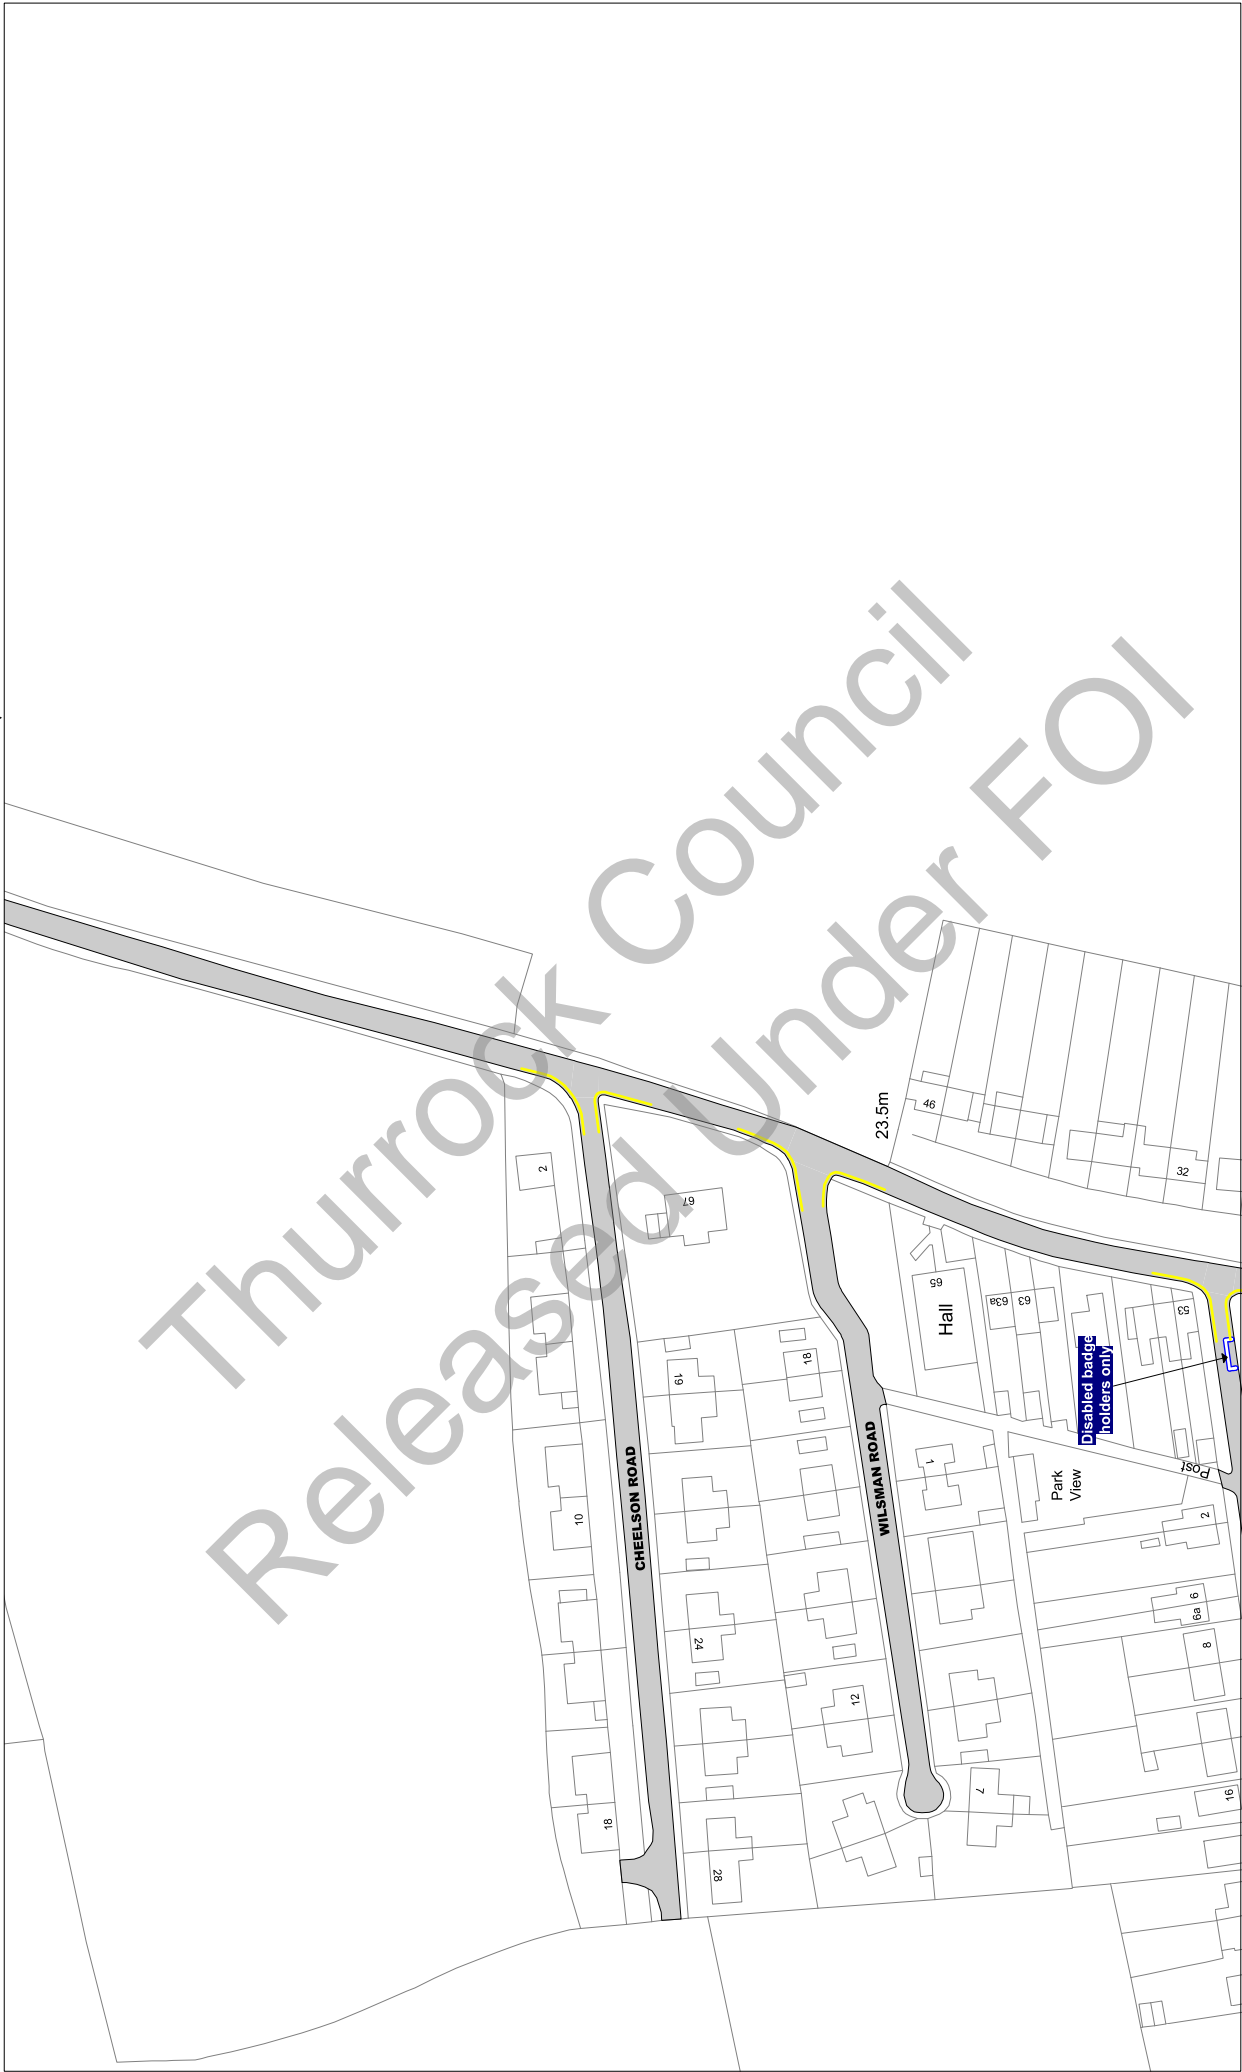 Thurrock Council
Released Under FOI
CHEELSON ROAD
WILSMAN ROAD
23.5m
46
32
2
67
65
Hall
63a
63
53
Disabled badge
holders only
19
18
10
1
Park
View
Post
2
24
12
6
6a
8
18
28
7
16